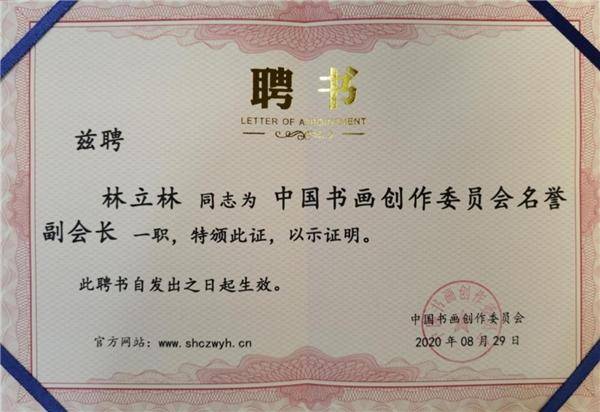 聘书
LETTER OF APPOINTMENT
兹聘
林立林 同志为 中国书画创作委员会名誉
副会长 一职，特颁此证，以示证明。
此聘书自发出之日起生效。
中国书画创作委员会
官方网站：www.shczwyh.cn
2020 年 08 月 29 日